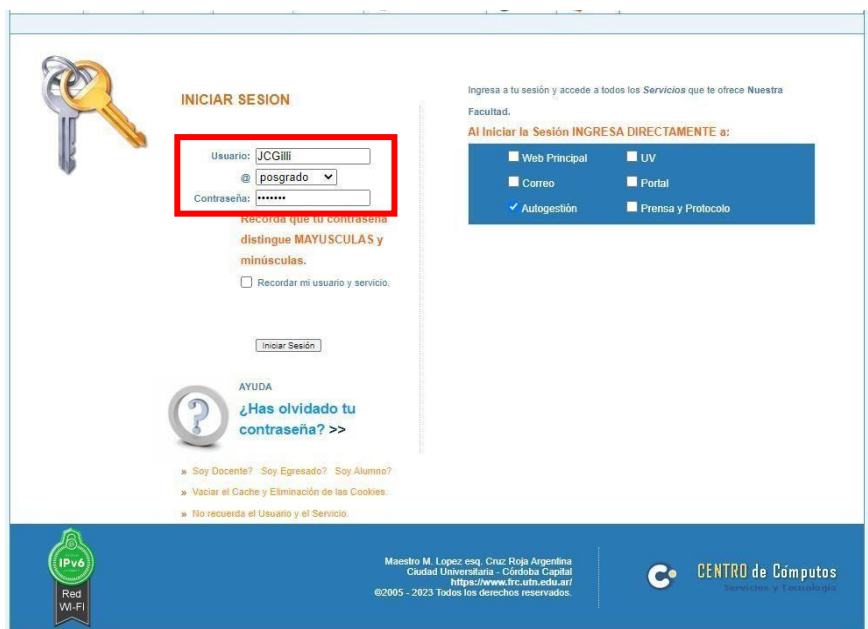 INICIAR SESION
Usuario: JCGilli
@ posgrado
Contraseña: •••••••
Recorda que tu contraseña
distingue MAYUSCULAS y
minúsculas.
Recordar mi usuario y servicio.
Iniciar Sesión
AYUDA
¿Has olvidado tu
contraseña? >>
» Soy Docente? Soy Egresado? Soy Alumno?
» Vaciar el Cache y Eliminación de las Cookies.
» No recuerda el Usuario y el Servicio.
Ingresa a tu sesión y accede a todos los Servicios que te ofrece Nuestra
Facultad.
Al Iniciar la Sesión INGRESA DIRECTAMENTE a:
Web Principal UV
Correo Portal
Autogestión Prensa y Protocolo
IPv6
Red
WI-FI
Maestro M. Lopez esq. Cruz Roja Argentina
Ciudad Universitaria - Córdoba Capital
https://www.frc.utn.edu.ar/
©2005 - 2023 Todos los derechos reservados.
CENTRO de Cómputos
Servicios y Tecnología